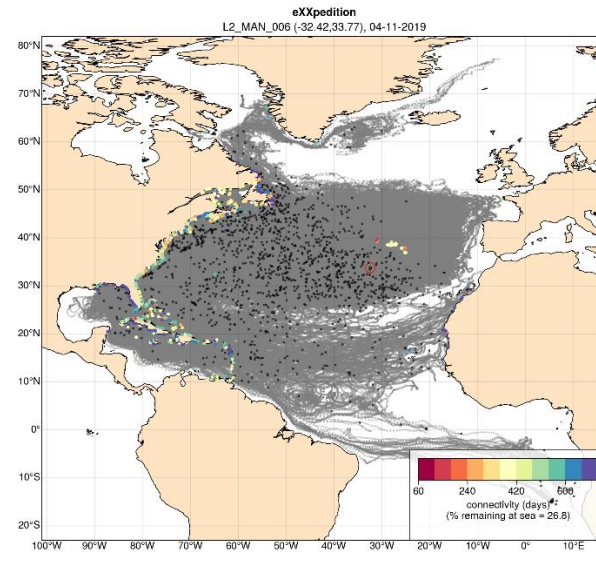 eXXpedition
L2_MAN_006 (-32.42,33.77), 04-11-2019
80°N
70°N
60°N
50°N
40°N
30°N
20°N
10°N
0°
10°S
20°S
60 240 420 600
connectivity (days)
(% remaining at sea = 26.8)
100°W 90°W 80°W 70°W 60°W 50°W 40°W 30°W 20°W 10°W 0° 10°E